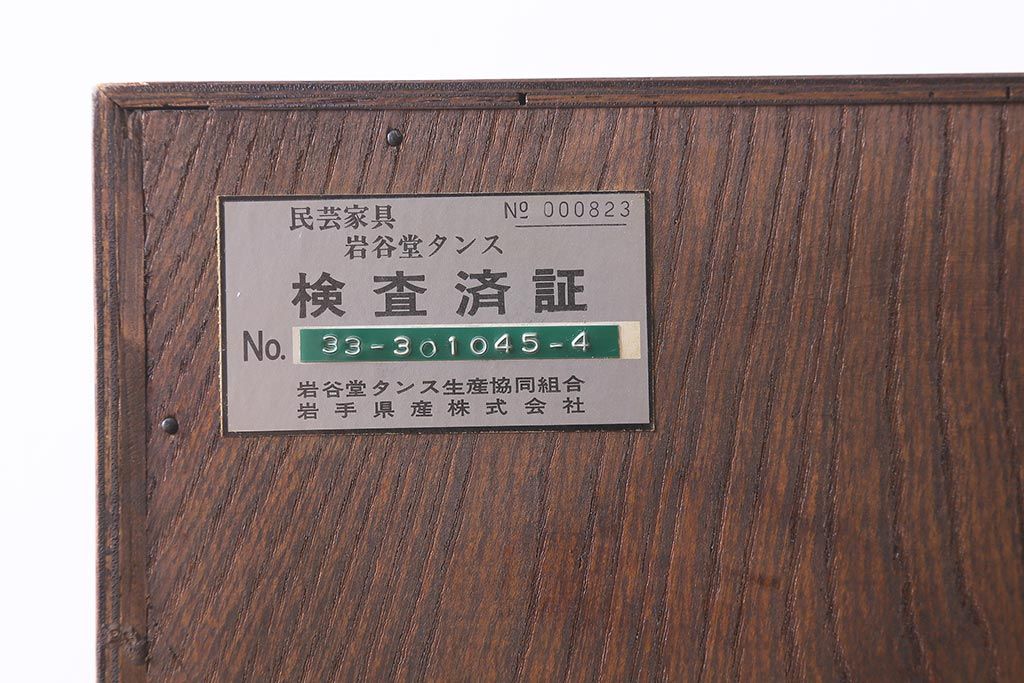 民芸家具
№ 000823
岩谷堂タンス
検査済証
No. 33-301045-4
岩谷堂タンス生産協同組合
岩手県産株式会社